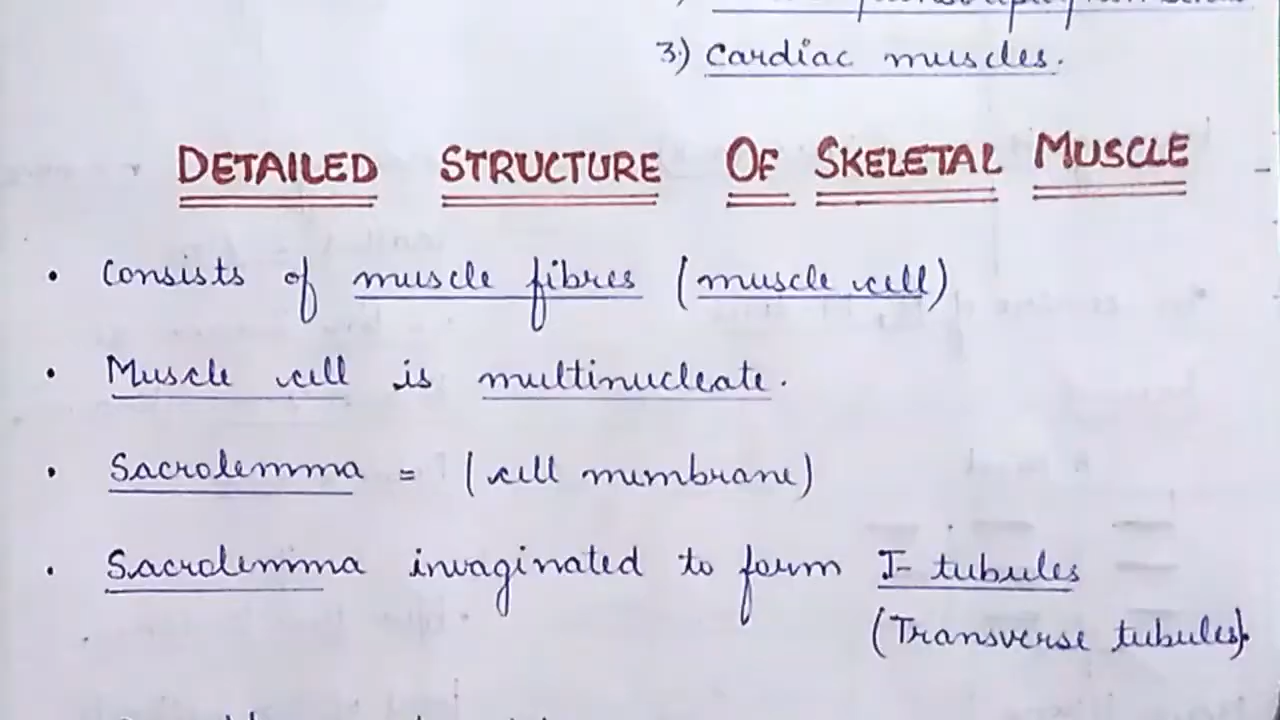 3.) Cardiac muscles.
DETAILED STRUCTURE OF SKELETAL MUSCLE
• Consists of muscle fibres (muscle cell)
• Muscle cell is multinucleate.
• Sacrolemma = (cell membrane)
• Sacrolemma invaginated to form T- tubules
(Transverse tubules).